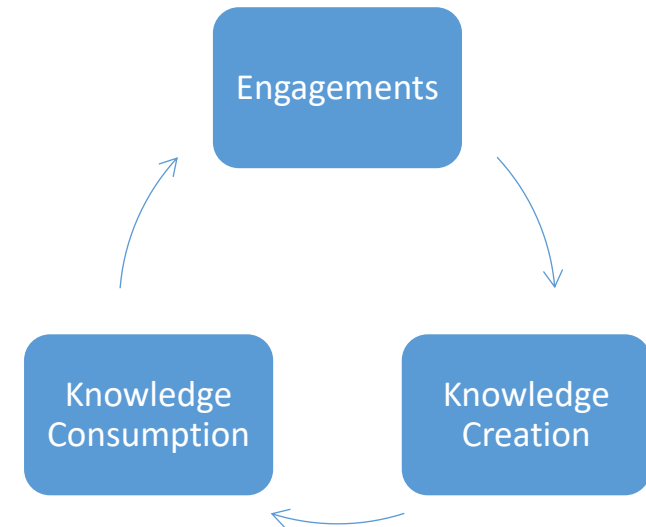 Engagements
Knowledge
Consumption
Knowledge
Creation